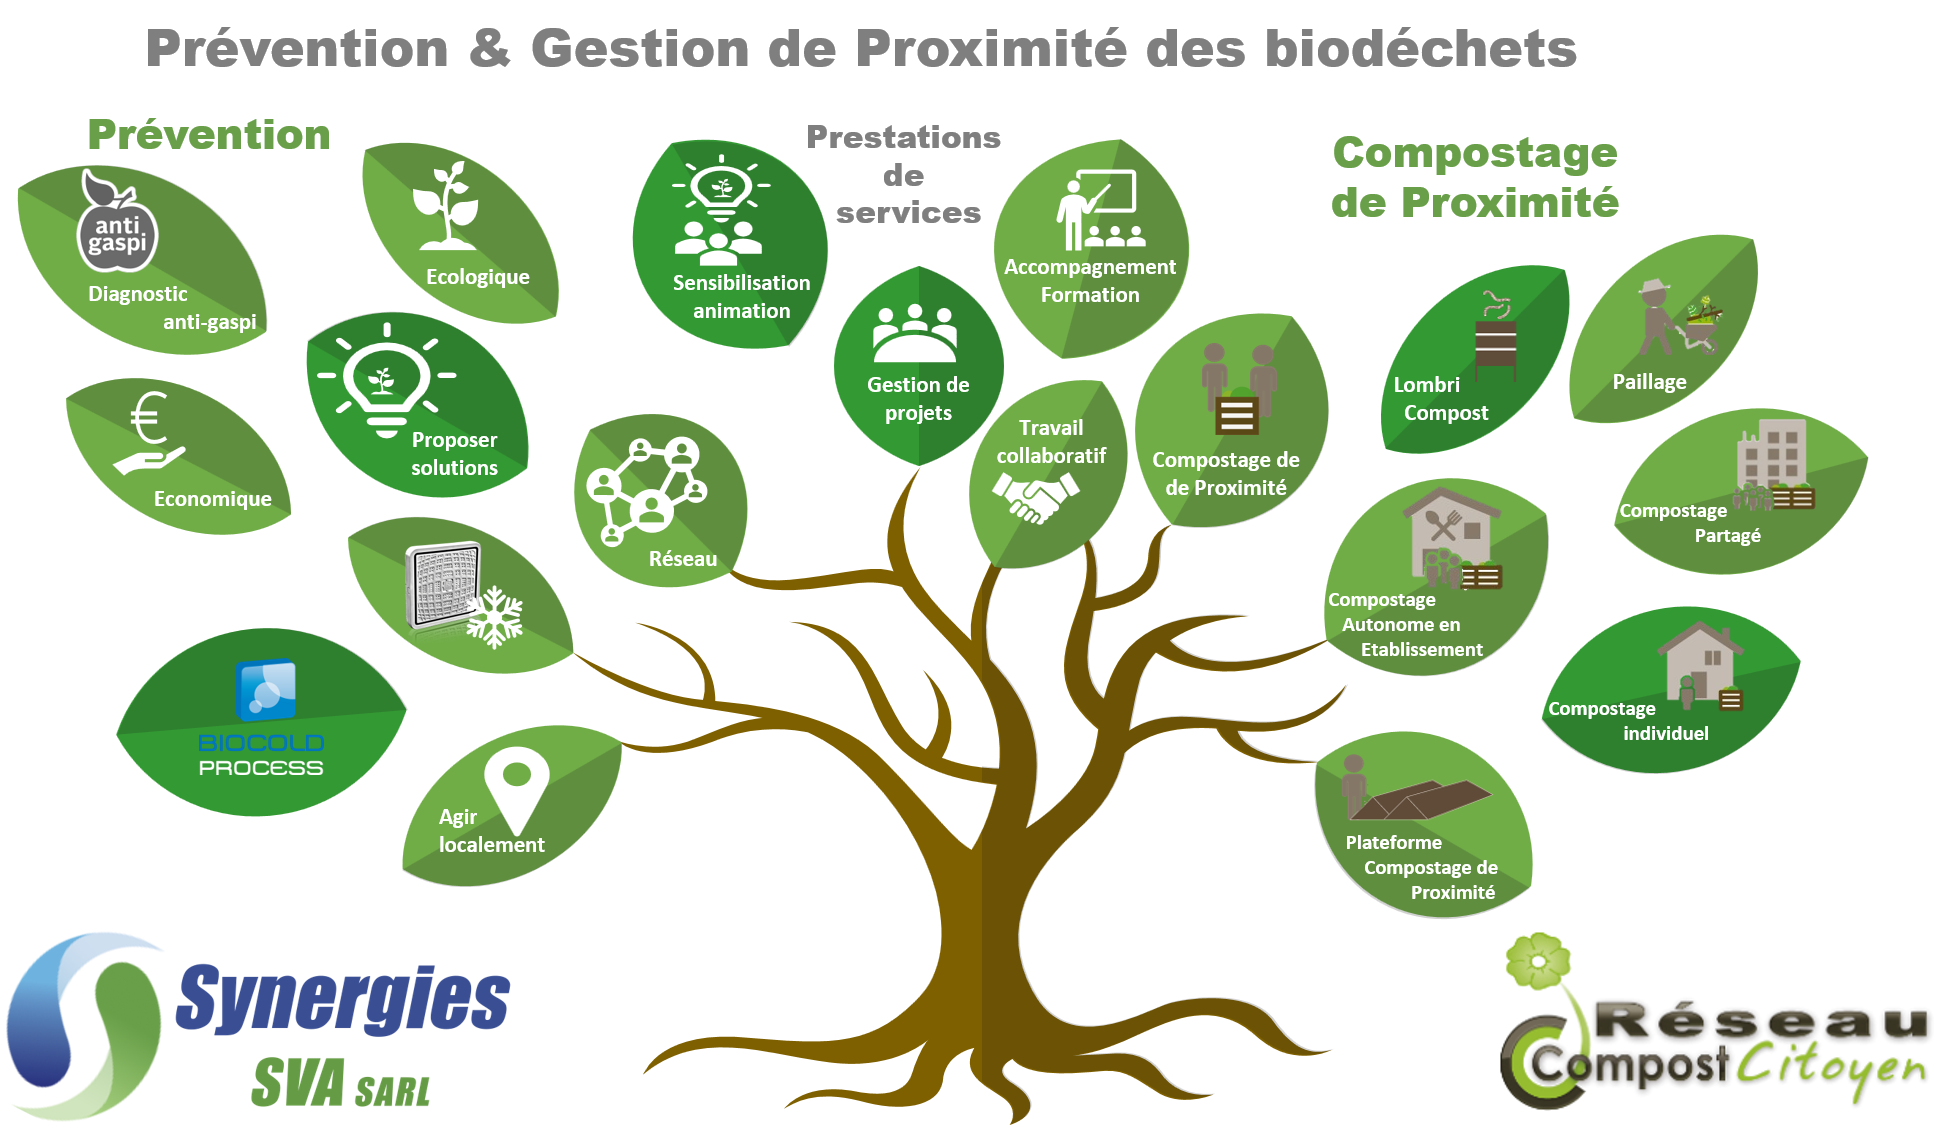 Prévention & Gestion de Proximité des biodéchets
Prévention
anti
gaspi
Diagnostic
anti-gaspi
Ecologique
Economique
Proposer
solutions
BIOCOLD
PROCESS
Agir
localement
Prestations
de
services
Sensibilisation
animation
Accompagnement
Formation
Gestion de
projets
Réseau
Travail
collaboratif
Compostage de
de Proximité
Compostage
de Proximité
Lombri
Compost
Paillage
Compostage
Partagé
Compostage
Autonome en
Etablissement
Compostage
individuel
Plateforme
Compostage de
Proximité
Synergies
SVA SARL
Réseau
Compost Citoyen